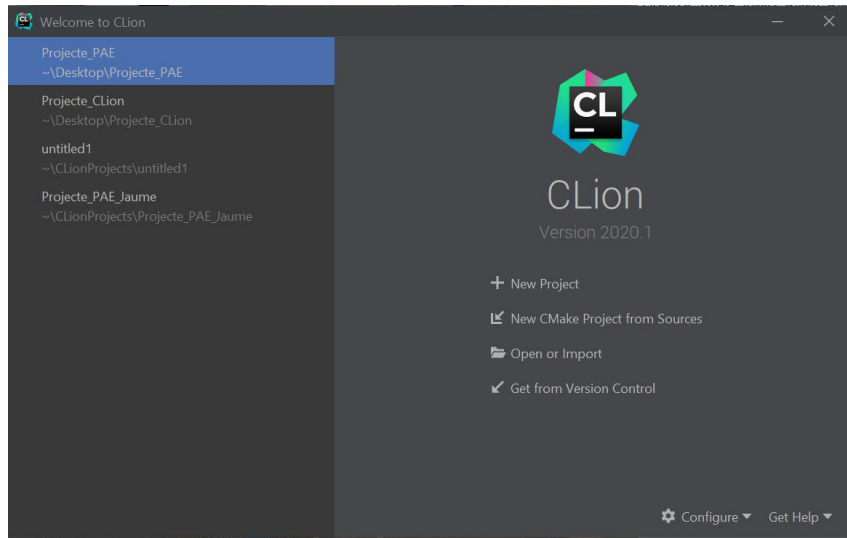 CL Welcome to CLion
Projecte_PAE
~\Desktop\Projecte_PAE
Projecte_CLion
~\Desktop\Projecte_CLion
untitled1
~\CLionProjects\untitled1
Projecte_PAE_Jaume
~\CLionProjects\Projecte_PAE_Jaume
CL
CLion
Version 2020.1
New Project
New CMake Project from Sources
Open or Import
Get from Version Control
Configure
Get Help